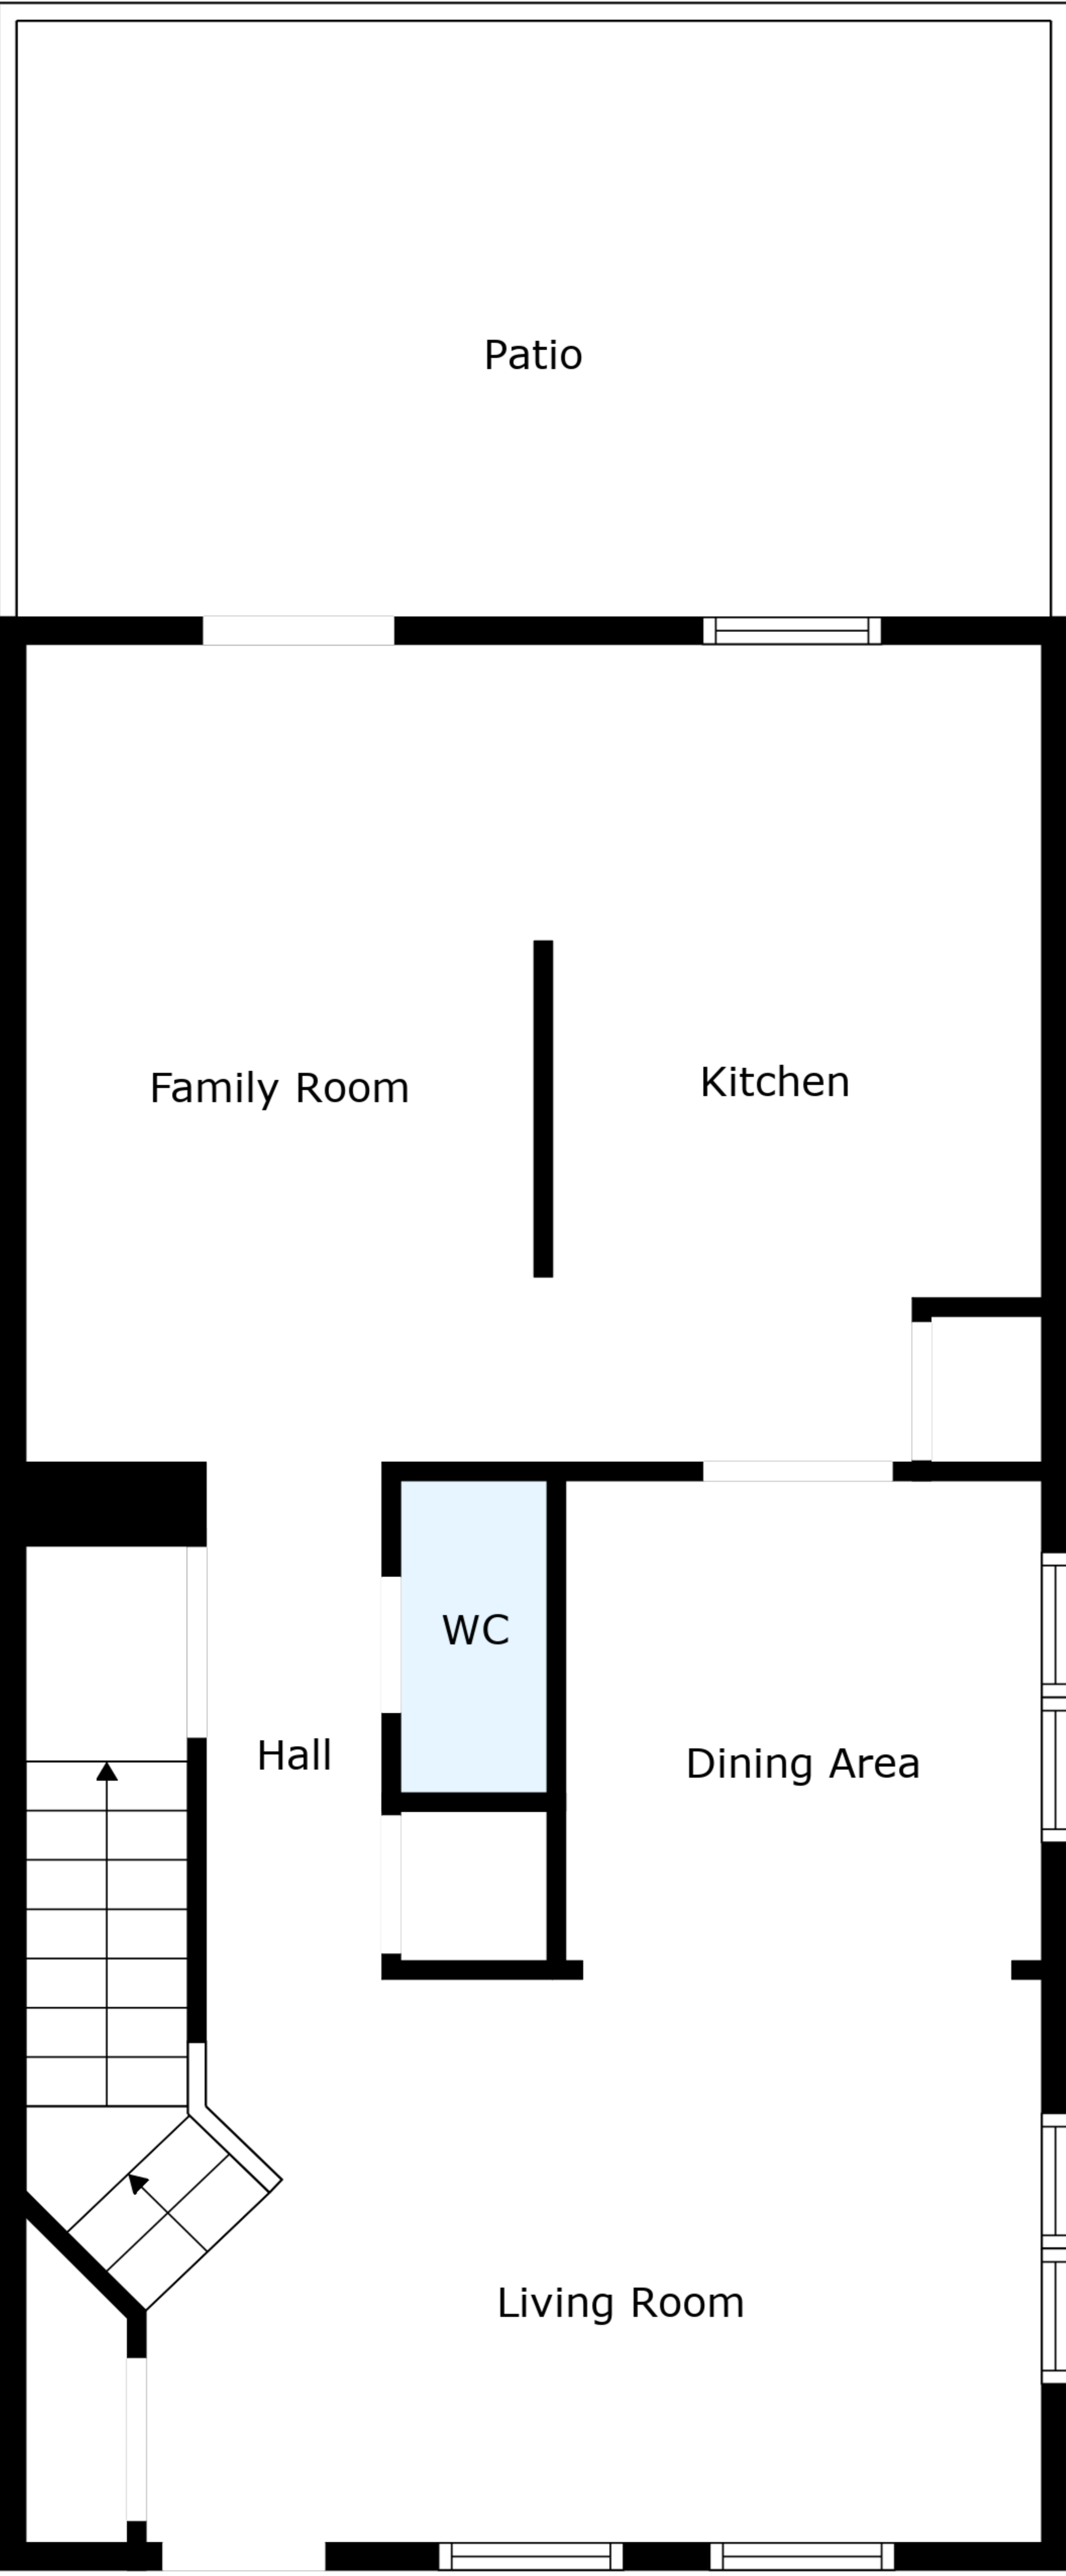 Patio
Family Room
Kitchen
WC
Hall
Dining Area
Living Room